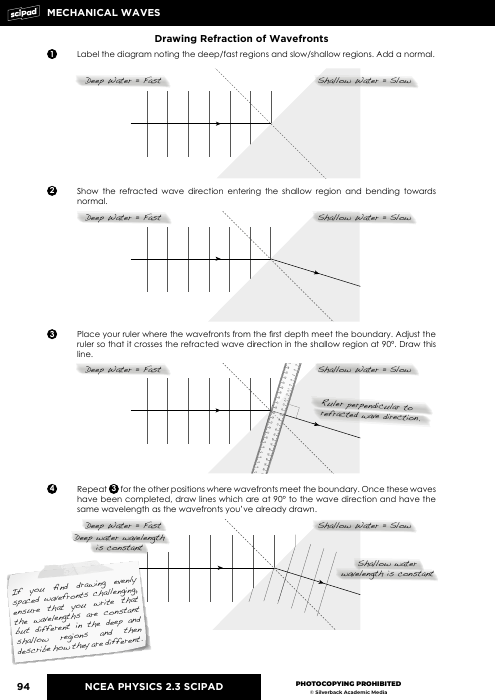 scipad MECHANICAL WAVES
Drawing Refraction of Wavefronts
1 Label the diagram noting the deep/fast regions and slow/shallow regions. Add a normal.
Deep Water = Fast
Shallow Water = Slow
2 Show the refracted wave direction entering the shallow region and bending towards
normal.
Deep Water = Fast
Shallow Water = Slow
3 Place your ruler where the wavefronts from the first depth meet the boundary. Adjust the
ruler so that it crosses the refracted wave direction in the shallow region at 90°. Draw this
line.
Deep Water = Fast
Shallow Water = Slow
Ruler perpendicular to
refracted wave direction.
4 Repeat 3 for the other positions where wavefronts meet the boundary. Once these waves
have been completed, draw lines which are at 90° to the wave direction and have the
same wavelength as the wavefronts you've already drawn.
Deep Water = Fast
Shallow Water = Slow
Deep water wavelength
is constant
Shallow water
wavelength is constant
If you find drawing evenly
spaced wavefronts challenging,
ensure that you write that
the wavelengths are constant
but different in the deep and
shallow regions and then
describe how they are different.
94 NCEA PHYSICS 2.3 SCIPAD
PHOTOCOPYING PROHIBITED
© Silverback Academic Media